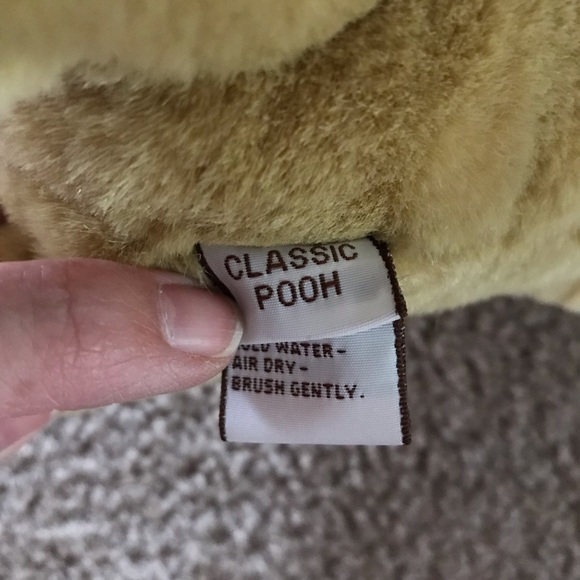 CLASSIC
POOH
WATER-
AIR DRY-
BRUSH GENTLY.